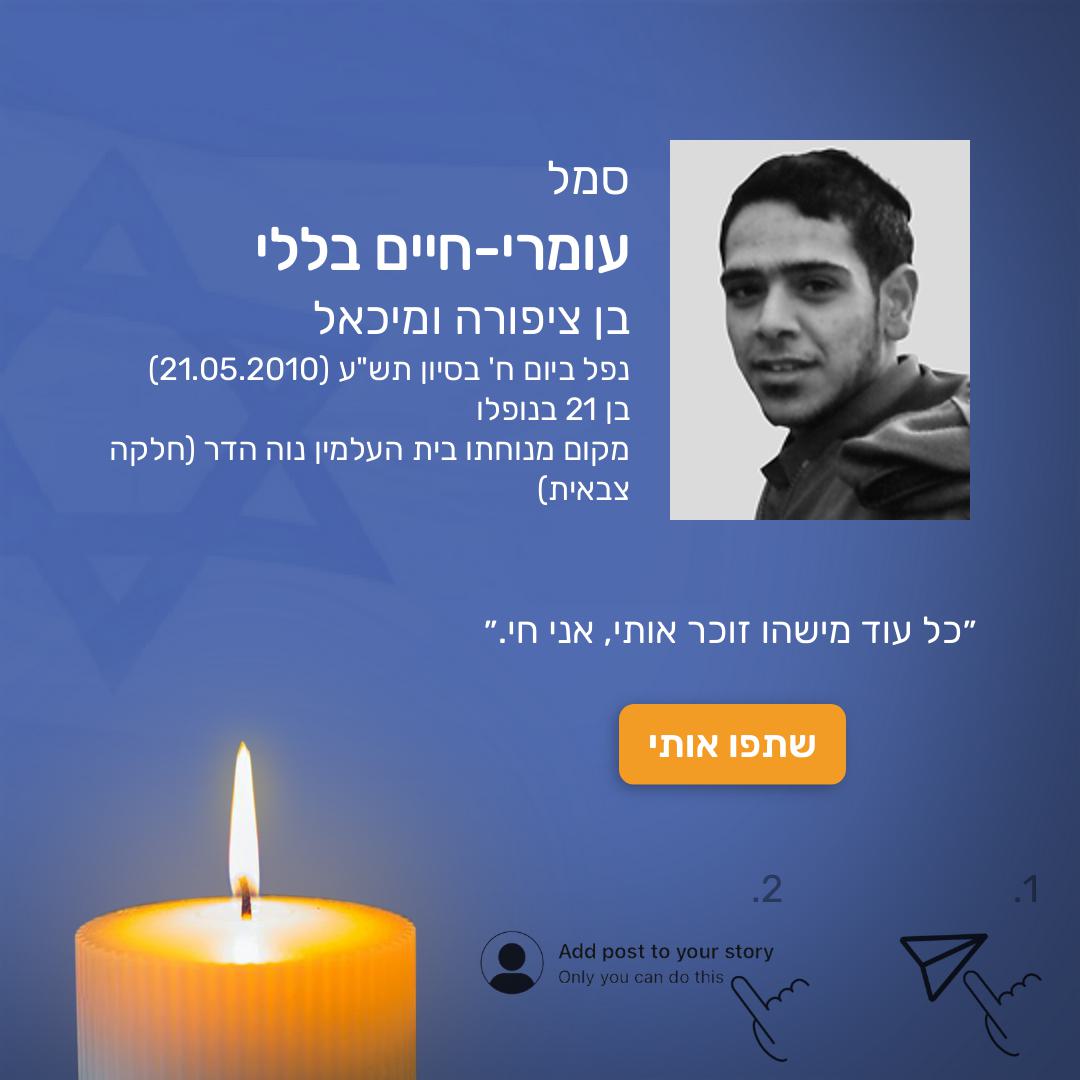 סמל
עומרי-חיים בללי
בן ציפורה ומיכאל
נפל ביום ח' בסיון תש"ע (21.05.2010)
בן 21 בנופלו
מקום מנוחתו בית העלמין נוה הדר (חלקה
צבאית)
״כל עוד מישהו זוכר אותי, אני חי.״
שתפו אותי
.1
.2
Add post to your story
Only you can do this